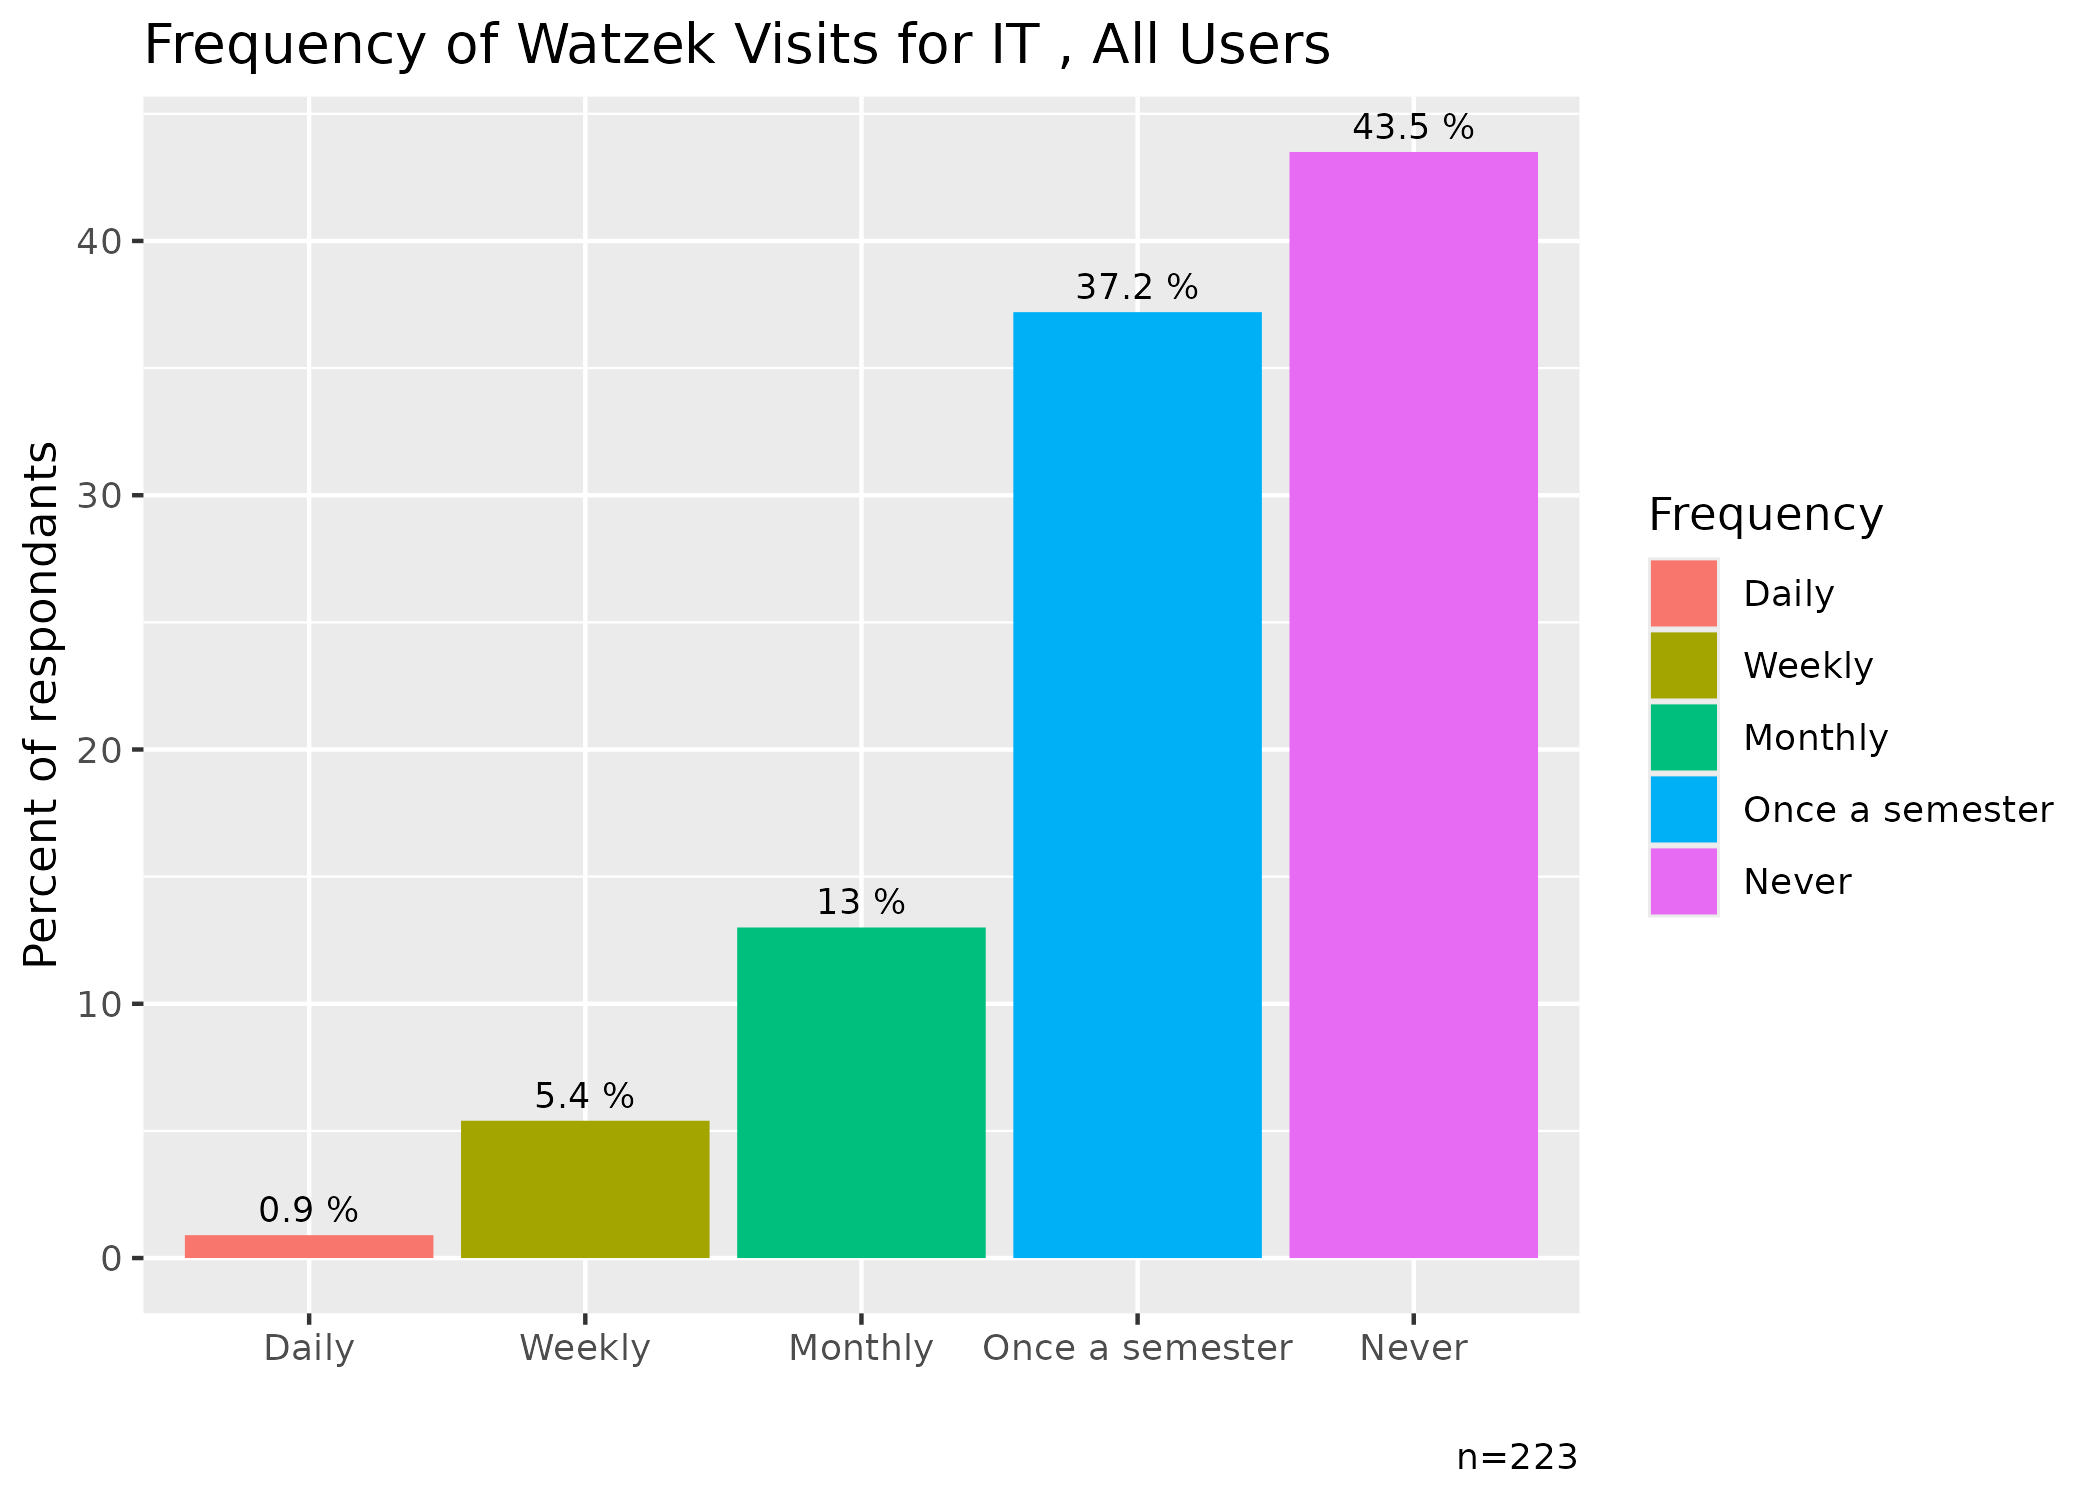 Frequency of Watzek Visits for IT , All Users
43.5 %
40
37.2 %
30
Percent of respondants
20
13 %
10
5.4 %
0.9 %
0
Daily
Weekly
Monthly
Once a semester
Never
Frequency
Daily
Weekly
Monthly
Once a semester
Never
n=223